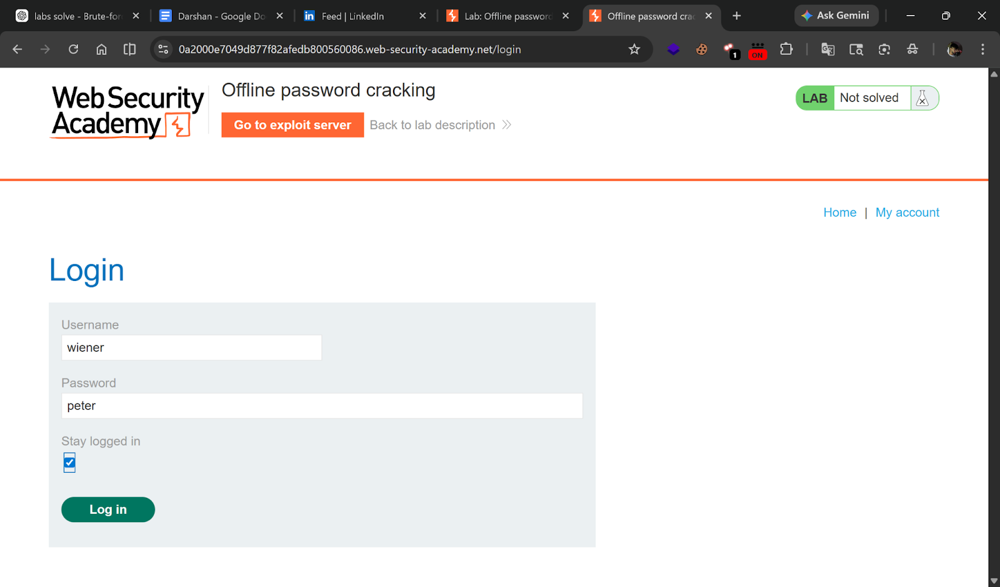 labs solve - Brute-for
Darshan - Google Do
Feed | LinkedIn
Lab: Offline password
Offline password crac
Ask Gemini
0a2000e7049d877f82afedb800560086.web-security-academy.net/login
1
ON
Web Security
Academy
Offline password cracking
Go to exploit server
Back to lab description
LAB
Not solved
Home | My account
Login
Username
wiener
Password
peter
Stay logged in
Log in